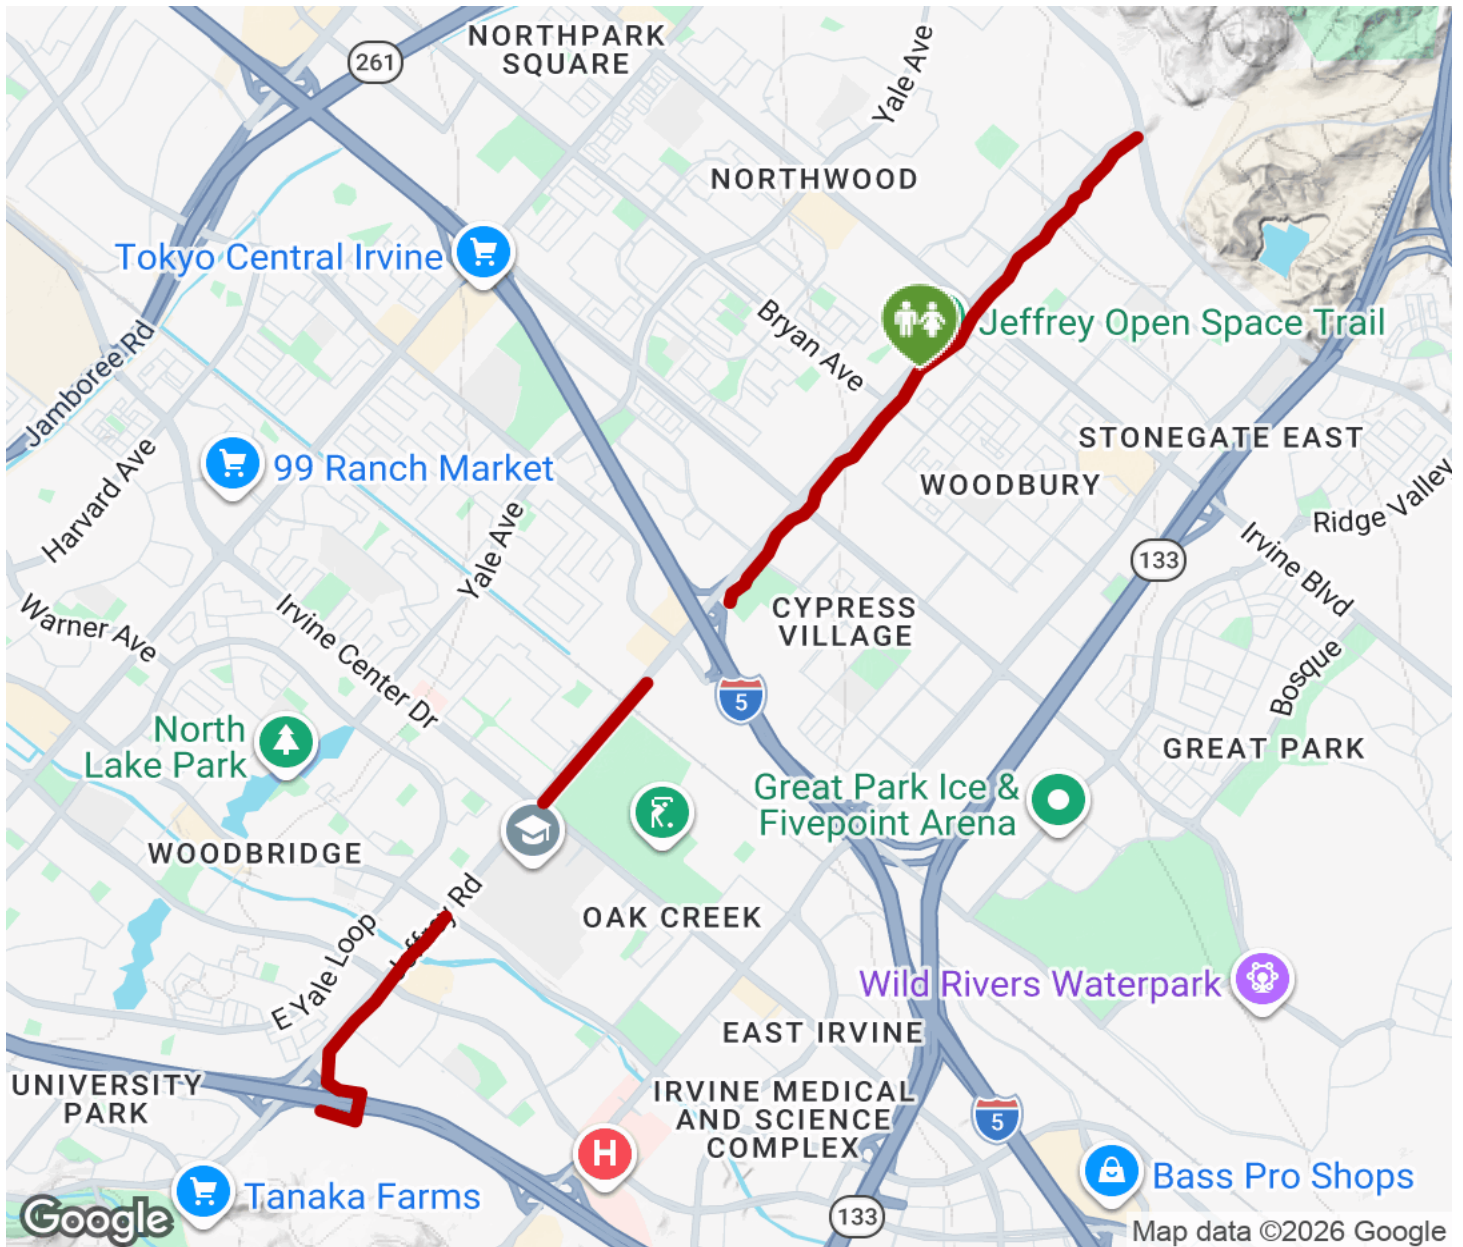 NORTHPARK
SQUARE
261
Yale Ave
NORTHWOOD
Tokyo Central Irvine
Jeffrey Open Space Trail
Bryan Ave
Jamboree Rd
STONEGATE EAST
99 Ranch Market
WOODBURY
Harvard Ave
Ridge Valley
Yale Ave
133
Irvine Blvd
Warner Ave
Irvine Center Dr
CYPRESS
VILLAGE
Bosque
5
North
Lake Park
GREAT PARK
Great Park Ice &
Fivepoint Arena
WOODBRIDGE
Jeffrey Rd
OAK CREEK
E Yale Loop
Wild Rivers Waterpark
EAST IRVINE
UNIVERSITY
PARK
IRVINE MEDICAL
AND SCIENCE
COMPLEX
5
H
Bass Pro Shops
Tanaka Farms
133
Google
Map data ©2026 Google